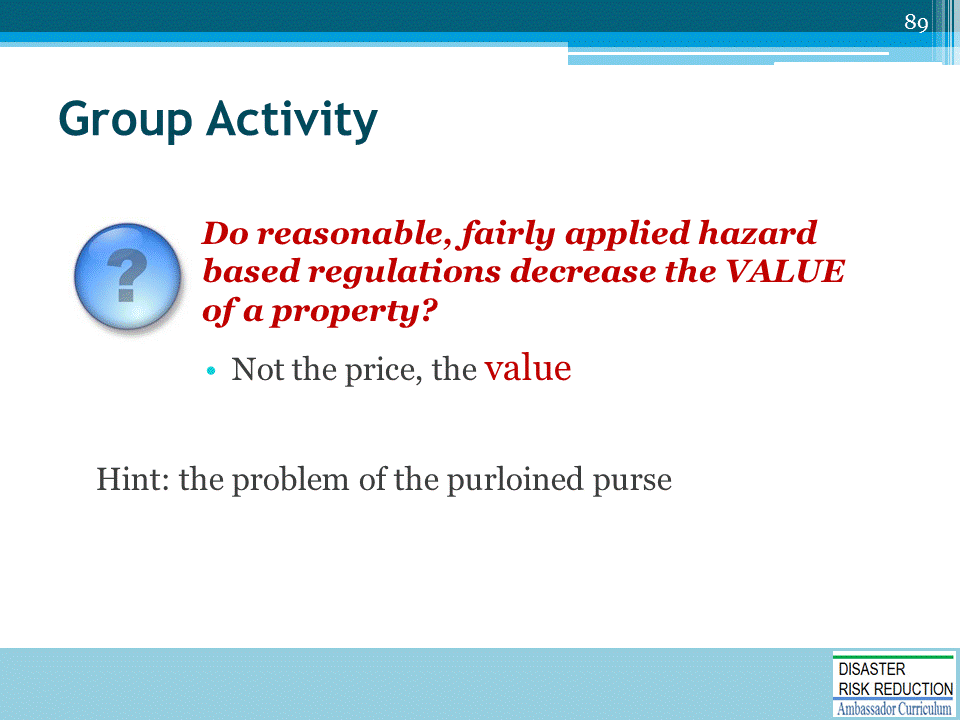 89
Group Activity
?
Do reasonable, fairly applied hazard
based regulations decrease the VALUE
of a property?
• Not the price, the value
Hint: the problem of the purloined purse
DISASTER
RISK REDUCTION
Ambassador Curriculum